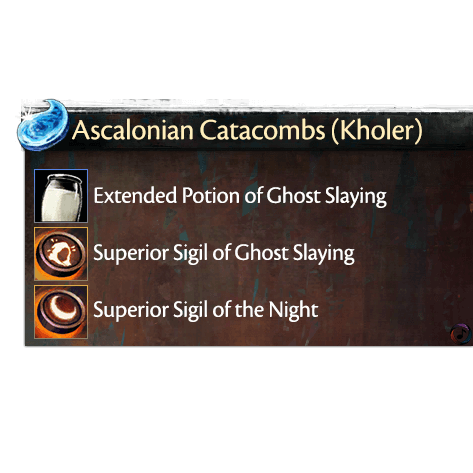 Ascalonian Catacombs (Kholer)
Extended Potion of Ghost Slaying
Superior Sigil of Ghost Slaying
Superior Sigil of the Night